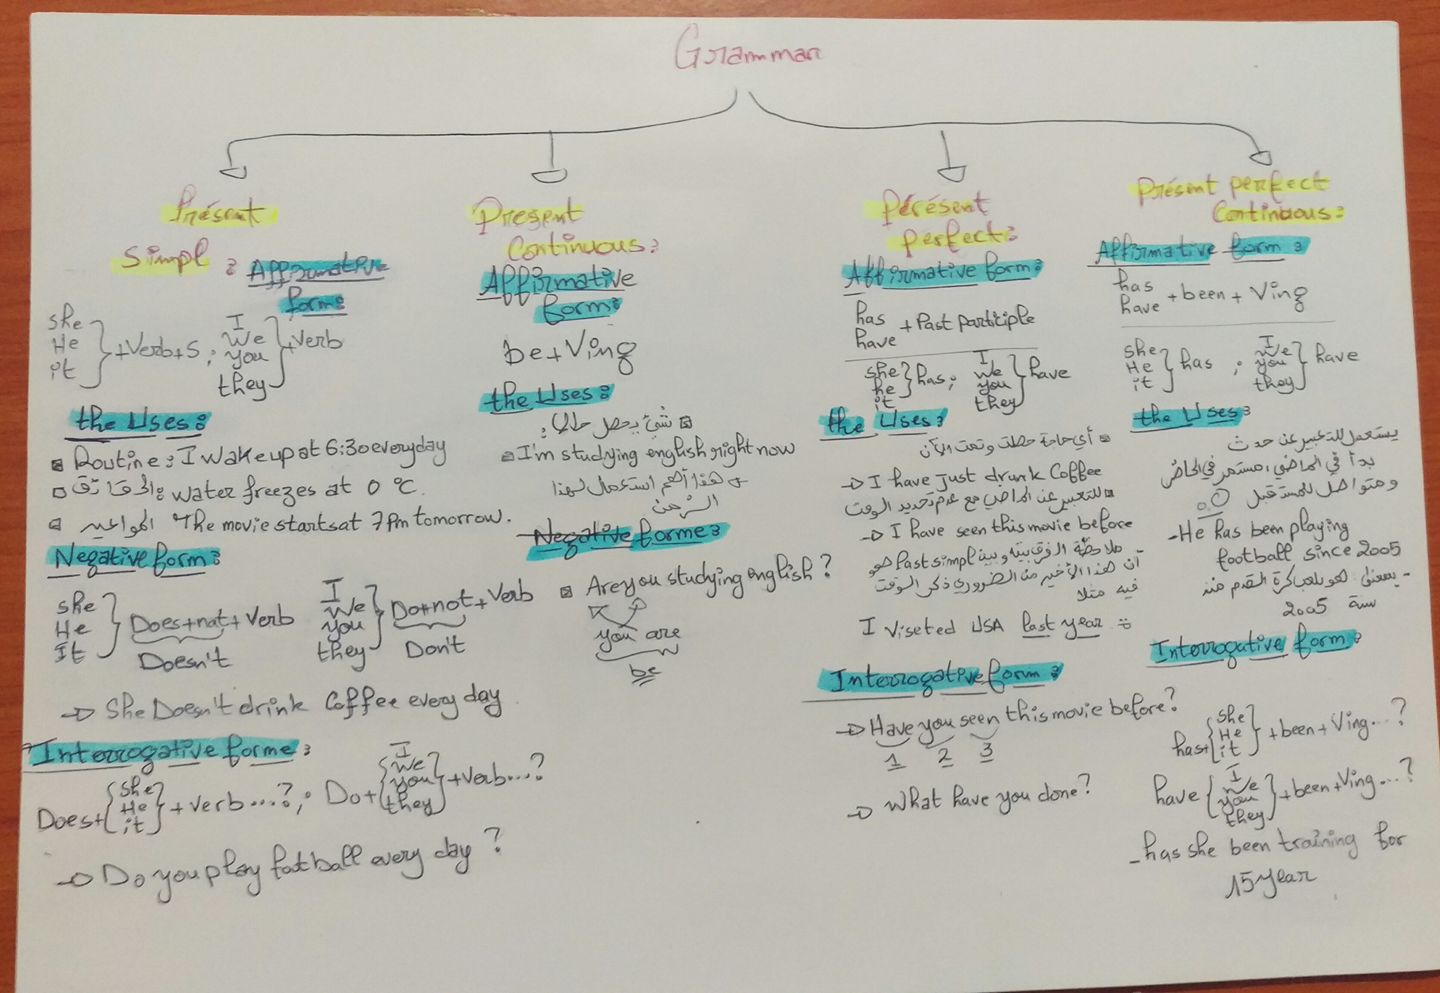 Grammar
Présent
Simpl : Affirmative
form:
she
He
it
+Verb+s ;
I
we
you
they
+verb
the Uses:
Routine: I wake up at 6:30 everyday
الحقائق: water freezes at 0 °C.
المواعيد The movie starts at 7Pm tomorrow.
Negative form:
she
He
It
Does+not+Verb
Doesn't
I
We
you
they
Do+not+Verb
Don't
She Doesn't drink Coffee every day
Interrogative forme:
Does+
she
He
it
+verb...? ;
Do+
I
we
you
they
+verb...?
Do you play football every day ?
Present
Continuous:
Affirmative
form:
be+Ving
the Uses:
شيئ يحصل حاليا:
I'm studying english right now
هذا أهم استعمال لهذا
الزمن
Negative forme:
Are you studying english ?
you are
be
Présent
perfect:
Affirmative form:
has
have
+ Past participle
she
he
it
has;
I
we
you
they
have
the Uses:
أي حاجة حطت وتمت الآن
I have Just drunk Coffee
للتعبير عن الماضي مع عدم تحديد الوقت
I have seen this movie before
ملاحظة الفرق بينه وبين Past simpl هو
أن هذا الأخير من الضروري ذكر الوقت
فيه مثلا
I viseted USA last year
Interrogative form:
Have you seen this movie before?
1 2 3
What have you done?
Présent perfect
Continuous:
Affirmative form:
has
have
+been + Ving
she
He
it
has ;
I
we
you
they
have
the Uses:
يستعمل للتعبير عن حدث
بدأ في الماضي، مستمر في الحاضر
ومتواصل للمستقبل
-He has been playing
football since 2005
- بمعنى هو يلعب كرة القدم منذ
سنة 2005
Interrogative form:
has+
she
He
it
+been+Ving...?
have
I
we
you
they
+been+Ving...?
-has she been training for
15 year